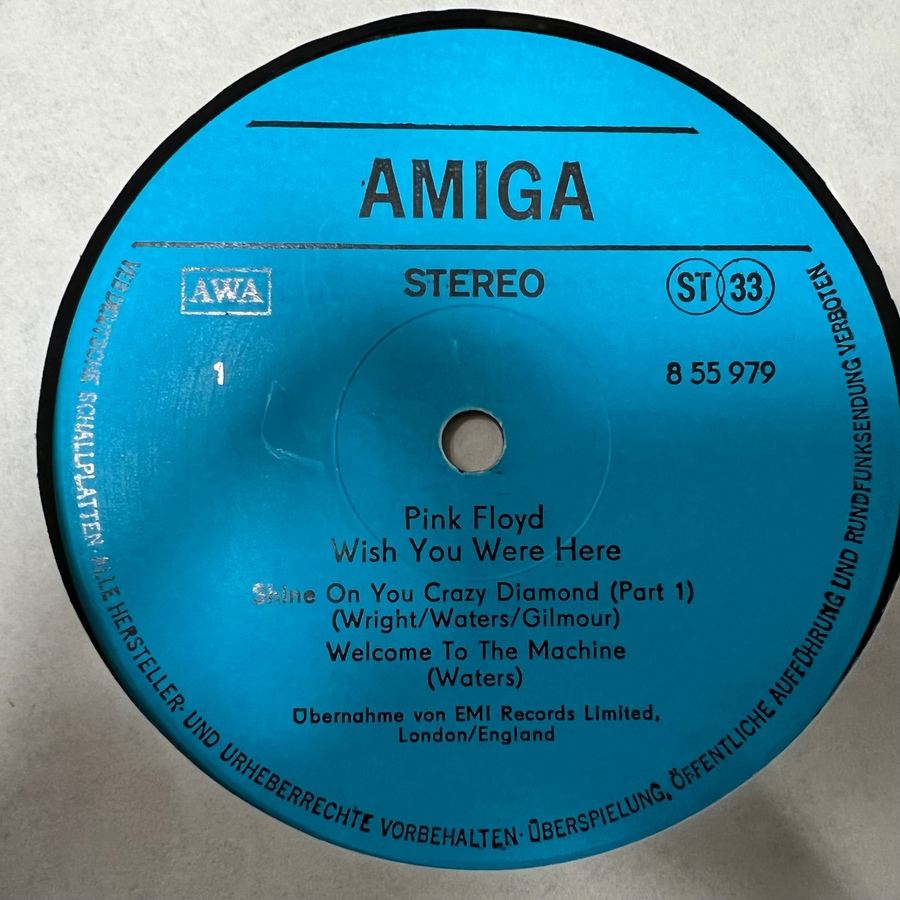 AMIGA
AWA
STEREO
ST 33
1
8 55 979
Pink Floyd
Wish You Were Here
Shine On You Crazy Diamond (Part 1)
(Wright/Waters/Gilmour)
Welcome To The Machine
(Waters)
Übernahme von EMI Records Limited,
London/England
VEB DEUTSCHE SCHALLPLATTEN · ALLE HERSTELLER- UND URHEBERRECHTE VORBEHALTEN · ÜBERSPIELUNG, ÖFFENTLICHE AUFFÜHRUNG UND RUNDFUNKSENDUNG VERBOTEN